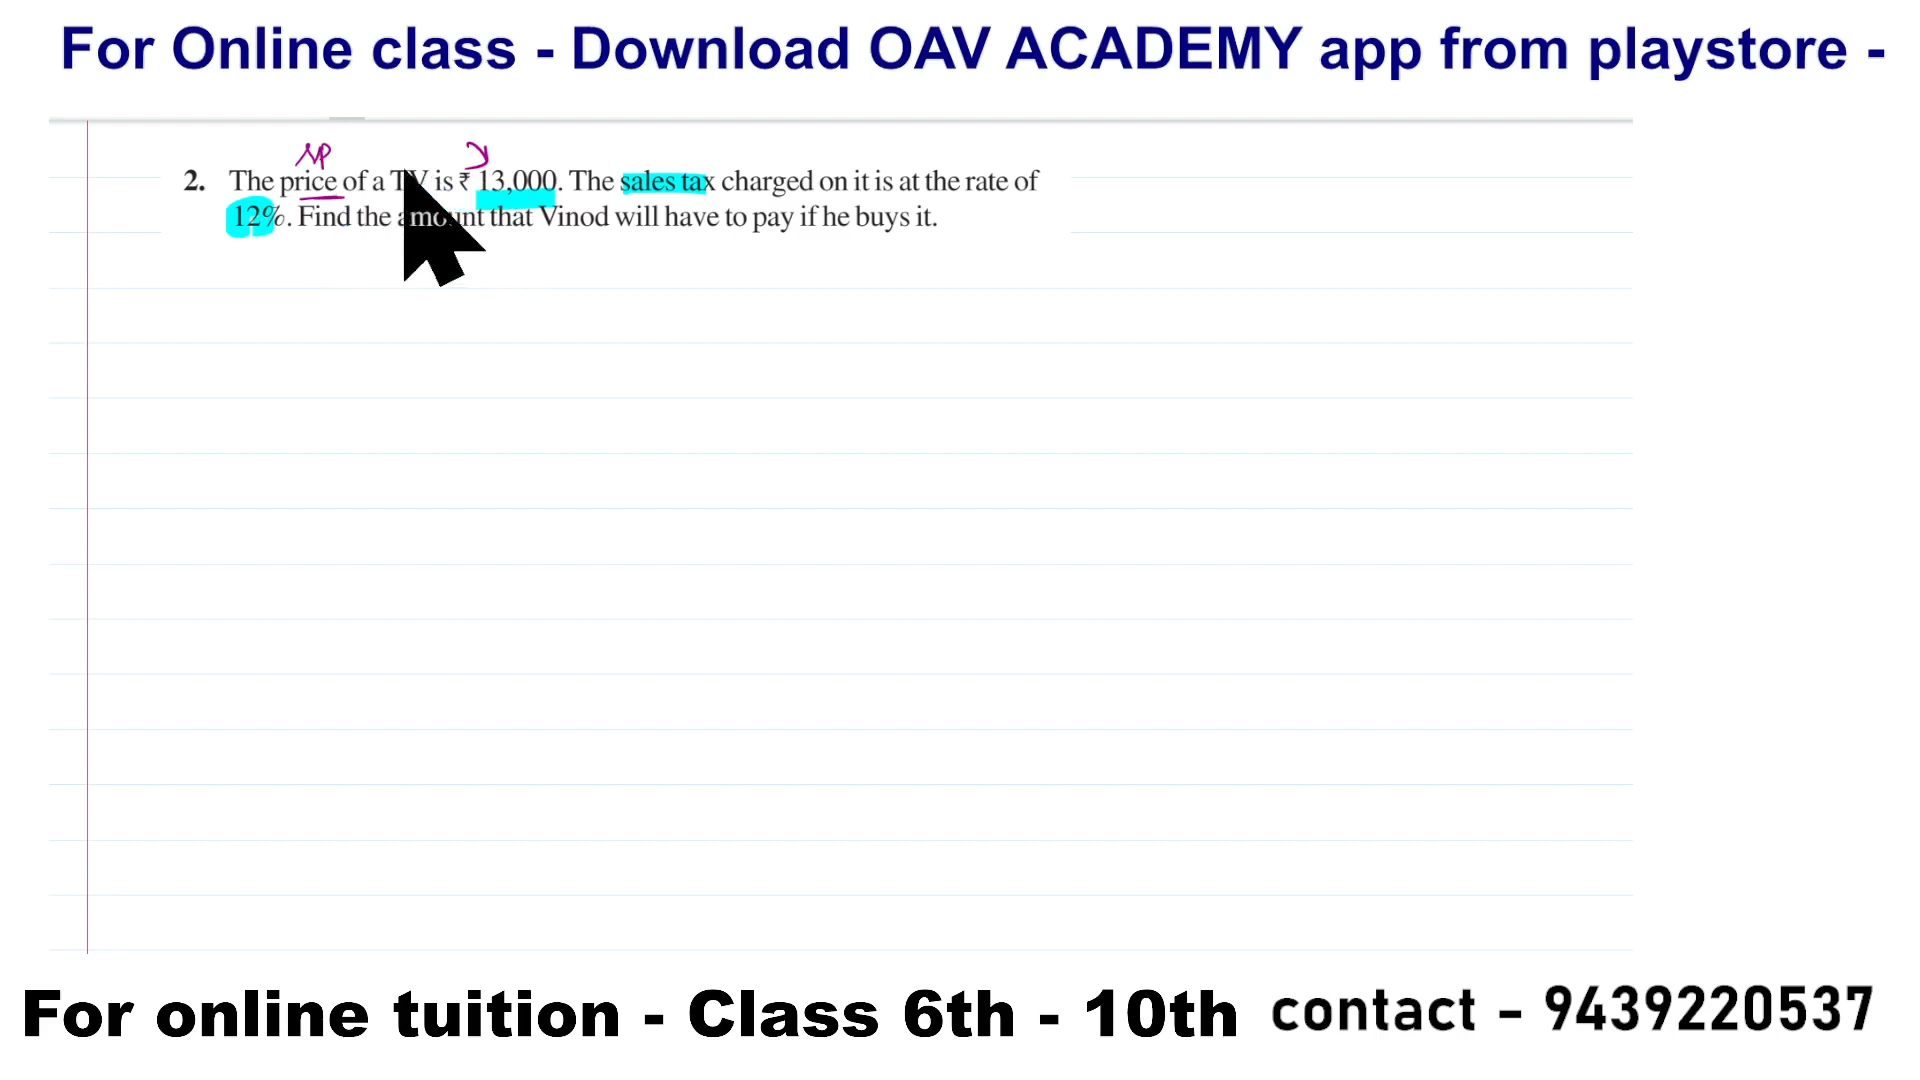 For Online class - Download OAV ACADEMY app from playstore -
SP
2. The price of a TV is ₹ 13,000. The sales tax charged on it is at the rate of
12%. Find the amount that Vinod will have to pay if he buys it.
For online tuition - Class 6th - 10th contact - 9439220537